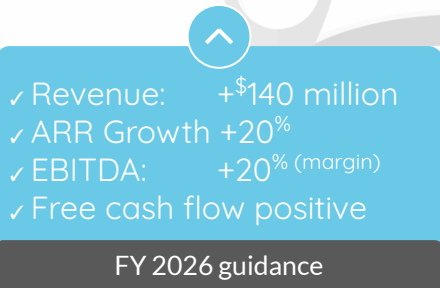 ✓ Revenue: +$140 million
✓ ARR Growth +20%
✓ EBITDA: +20% (margin)
✓ Free cash flow positive
FY 2026 guidance